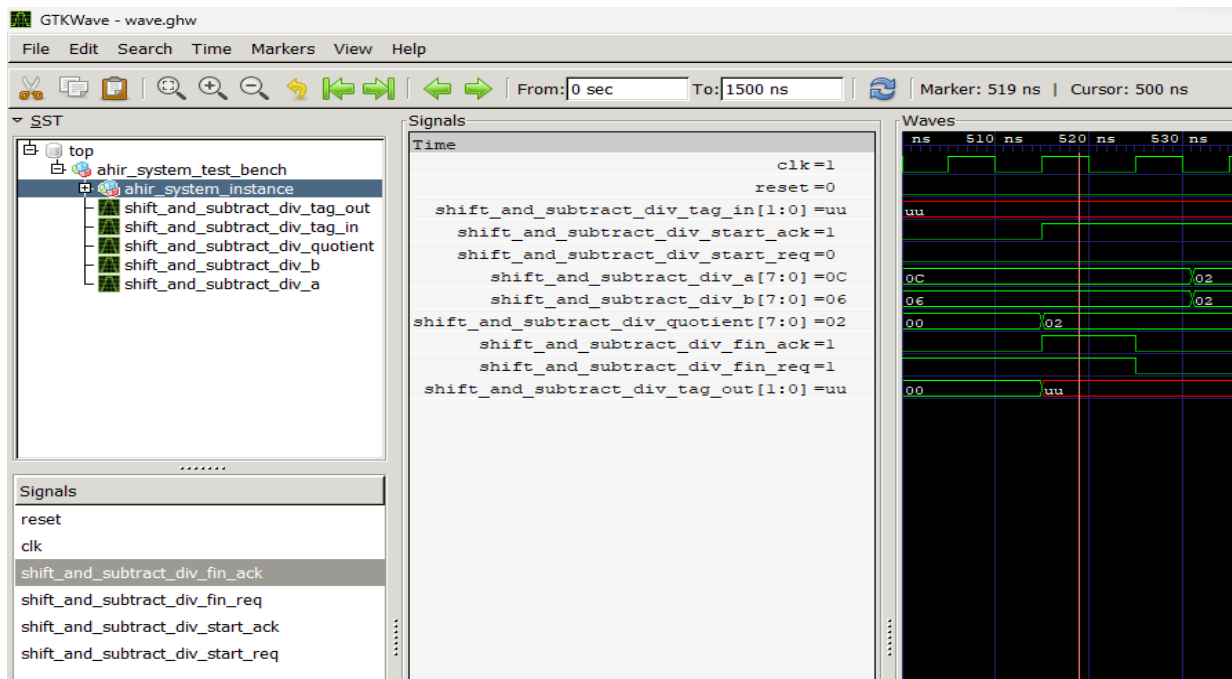 GTKWave - wave.ghw
File Edit Search Time Markers View Help
From: 0 sec To: 1500 ns Marker: 519 ns | Cursor: 500 ns
SST
top
ahir_system_test_bench
ahir_system_instance
shift_and_subtract_div_tag_out
shift_and_subtract_div_tag_in
shift_and_subtract_div_quotient
shift_and_subtract_div_b
shift_and_subtract_div_a
Signals
reset
clk
shift_and_subtract_div_fin_ack
shift_and_subtract_div_fin_req
shift_and_subtract_div_start_ack
shift_and_subtract_div_start_req
Signals
Time
clk=1
reset=0
shift_and_subtract_div_tag_in[1:0]=uu
shift_and_subtract_div_start_ack=1
shift_and_subtract_div_start_req=0
shift_and_subtract_div_a[7:0]=0C
shift_and_subtract_div_b[7:0]=06
shift_and_subtract_div_quotient[7:0]=02
shift_and_subtract_div_fin_ack=1
shift_and_subtract_div_fin_req=1
shift_and_subtract_div_tag_out[1:0]=uu
Waves
ns 510 ns 520 ns 530 ns
uu
0C 02
06 02
00 02
00 uu